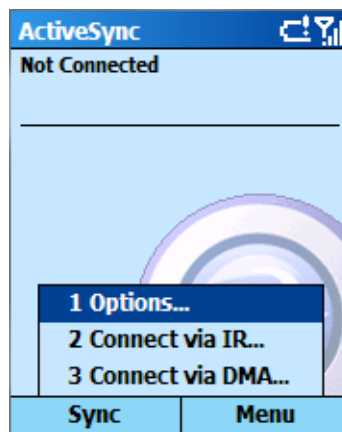 ActiveSync
Not Connected
1 Options...
2 Connect via IR...
3 Connect via DMA...
Sync Menu